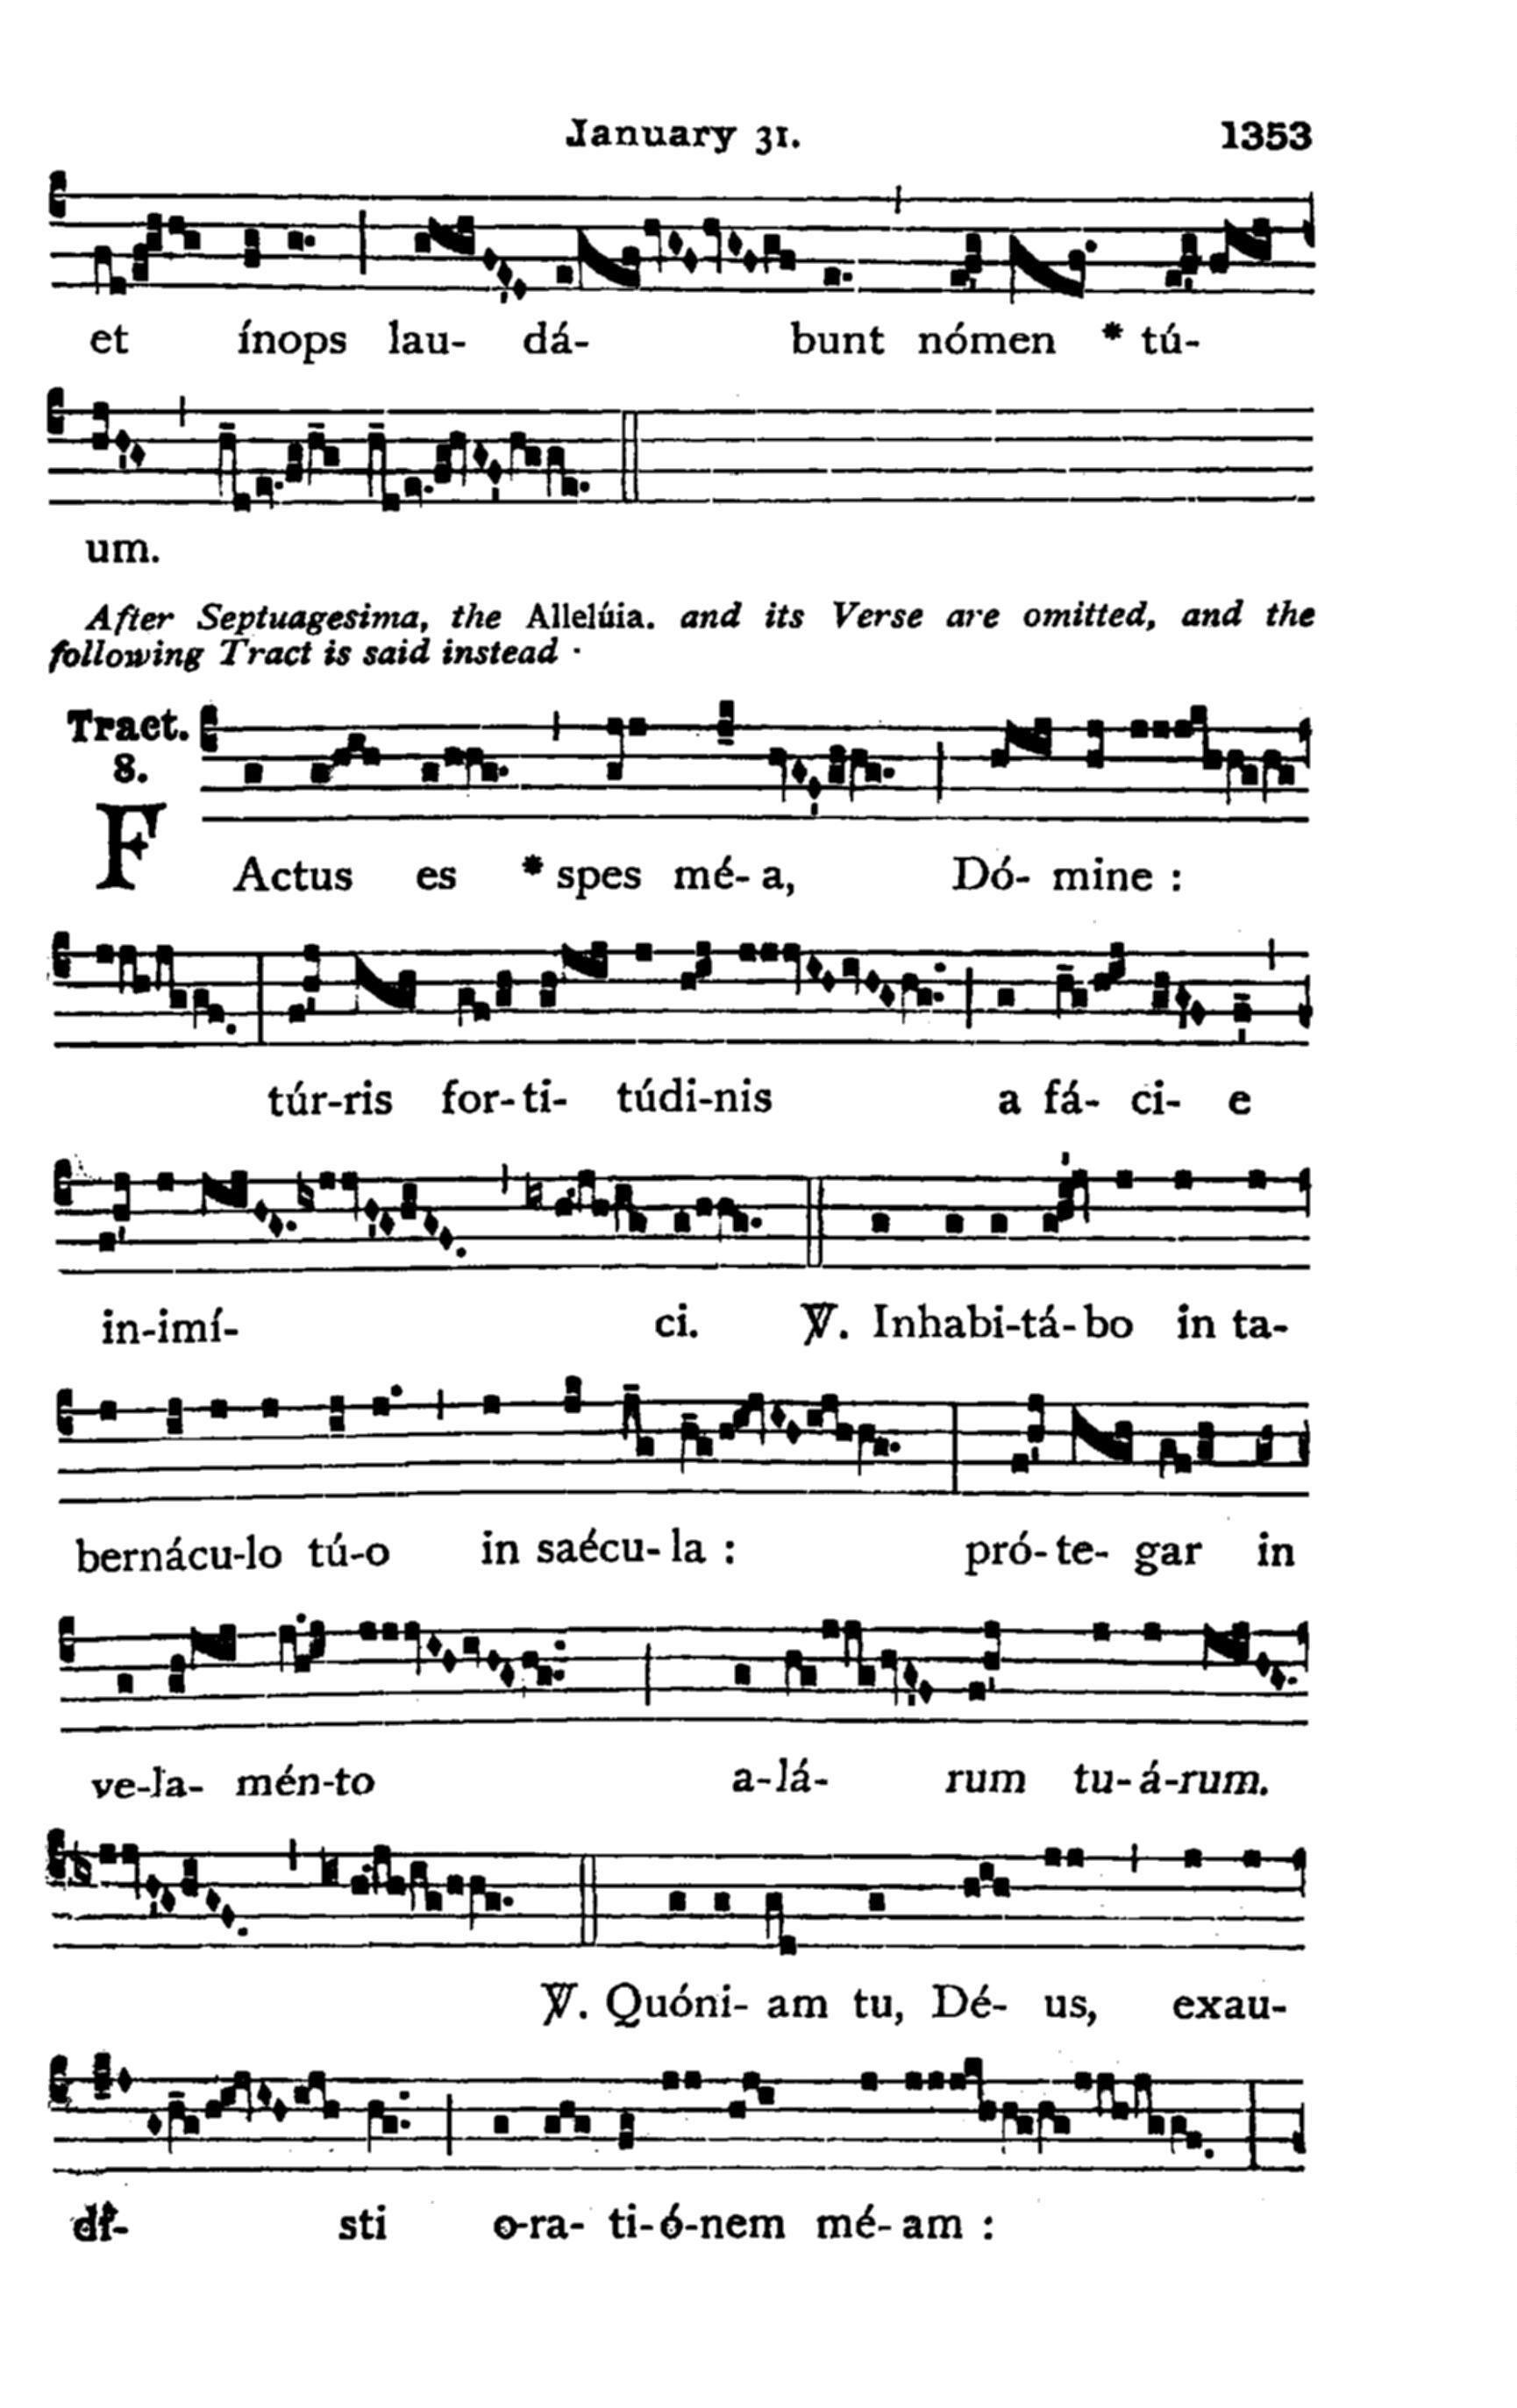 January 31. 1353
et ínops lau- dá- bunt nómen * tú-
um.
After Septuagesima, the Allelúia. and its Verse are omitted, and the
following Tract is said instead ·
Tract.
8.
FActus es * spes mé- a, Dó- mine :
túr-ris for-ti- túdi-nis a fá- ci- e
in-imí- ci. ℣. Inhabi-tá-bo in ta-
bernácu-lo tú-o in saécu-la : pró-te- gar in
ve-la- mén-to a-lá- rum tu-á-rum.
℣. Quóni- am tu, Dé- us, exau-
dí- sti o-ra- ti-ó-nem mé-am :